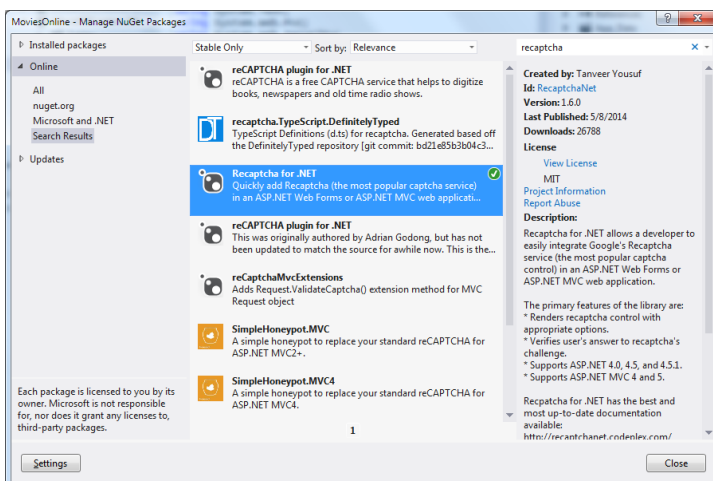 MoviesOnline - Manage NuGet Packages
Installed packages
Online
All
nuget.org
Microsoft and .NET
Search Results
Updates
Each package is licensed to you by its
owner. Microsoft is not responsible
for, nor does it grant any licenses to,
third-party packages.
Stable Only
Sort by: Relevance
reCAPTCHA plugin for .NET
reCAPTCHA is a free CAPTCHA service that helps to digitize
books, newspapers and old time radio shows.
recaptcha.TypeScript.DefinitelyTyped
TypeScript Definitions (d.ts) for recaptcha. Generated based off
the DefinitelyTyped repository [git commit: bd21e85b3b04c3...
Recaptcha for .NET
Quickly add Recaptcha (the most popular captcha service)
in an ASP.NET Web Forms or ASP.NET MVC web applicati...
reCAPTCHA plugin for .NET
This was originally authored by Adrian Godong, but has not
been updated to match the source for awhile now. This is the...
reCaptchaMvcExtensions
Adds Request.ValidateCaptcha() extension method for MVC
Request object
SimpleHoneypot.MVC
A simple honeypot to replace your standard reCAPTCHA for
ASP.NET MVC2+.
SimpleHoneypot.MVC4
A simple honeypot to replace your standard reCAPTCHA for
ASP.NET MVC4.
1
recaptcha
Created by: Tanveer Yousuf
Id: RecaptchaNet
Version: 1.6.0
Last Published: 5/8/2014
Downloads: 26788
License
View License
MIT
Project Information
Report Abuse
Description:
Recaptcha for .NET allows a developer to
easily integrate Google's Recaptcha
service (the most popular captcha
control) in an ASP.NET Web Forms or
ASP.NET MVC web application.
The primary features of the library are:
* Renders recaptcha control with
appropriate options.
* Verifies user's answer to recaptcha's
challenge.
* Supports ASP.NET 4.0, 4.5, and 4.5.1.
* Supports ASP.NET MVC 4 and 5.
Recpatcha for .NET has the best and
most up-to-date documentation
available:
http://recaptchanet.codeplex.com/
Settings
Close